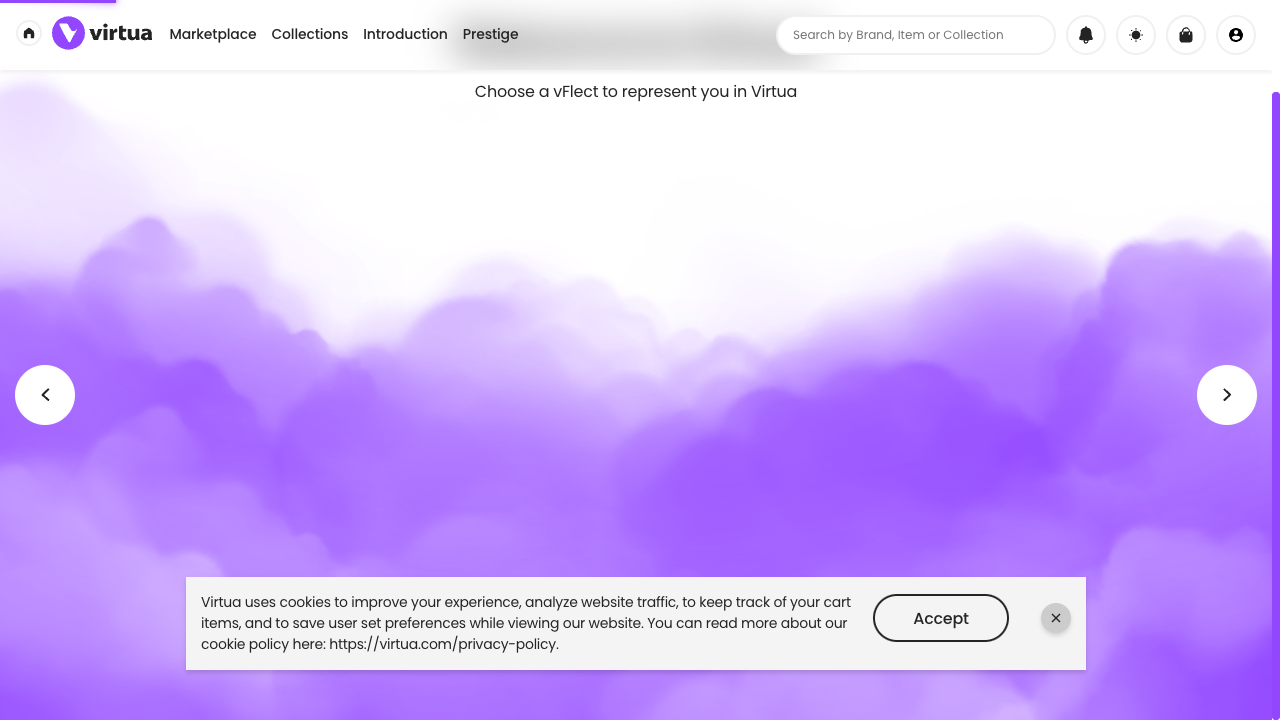 virtua
Marketplace
Collections
Introduction
Prestige
Search by Brand, Item or Collection
Choose a vFlect to represent you in Virtua
Virtua uses cookies to improve your experience, analyze website traffic, to keep track of your cart
items, and to save userset preferences while viewing our website. You can read more about our
cookie policy here: https://virtua.com/privacy-policy.
Accept